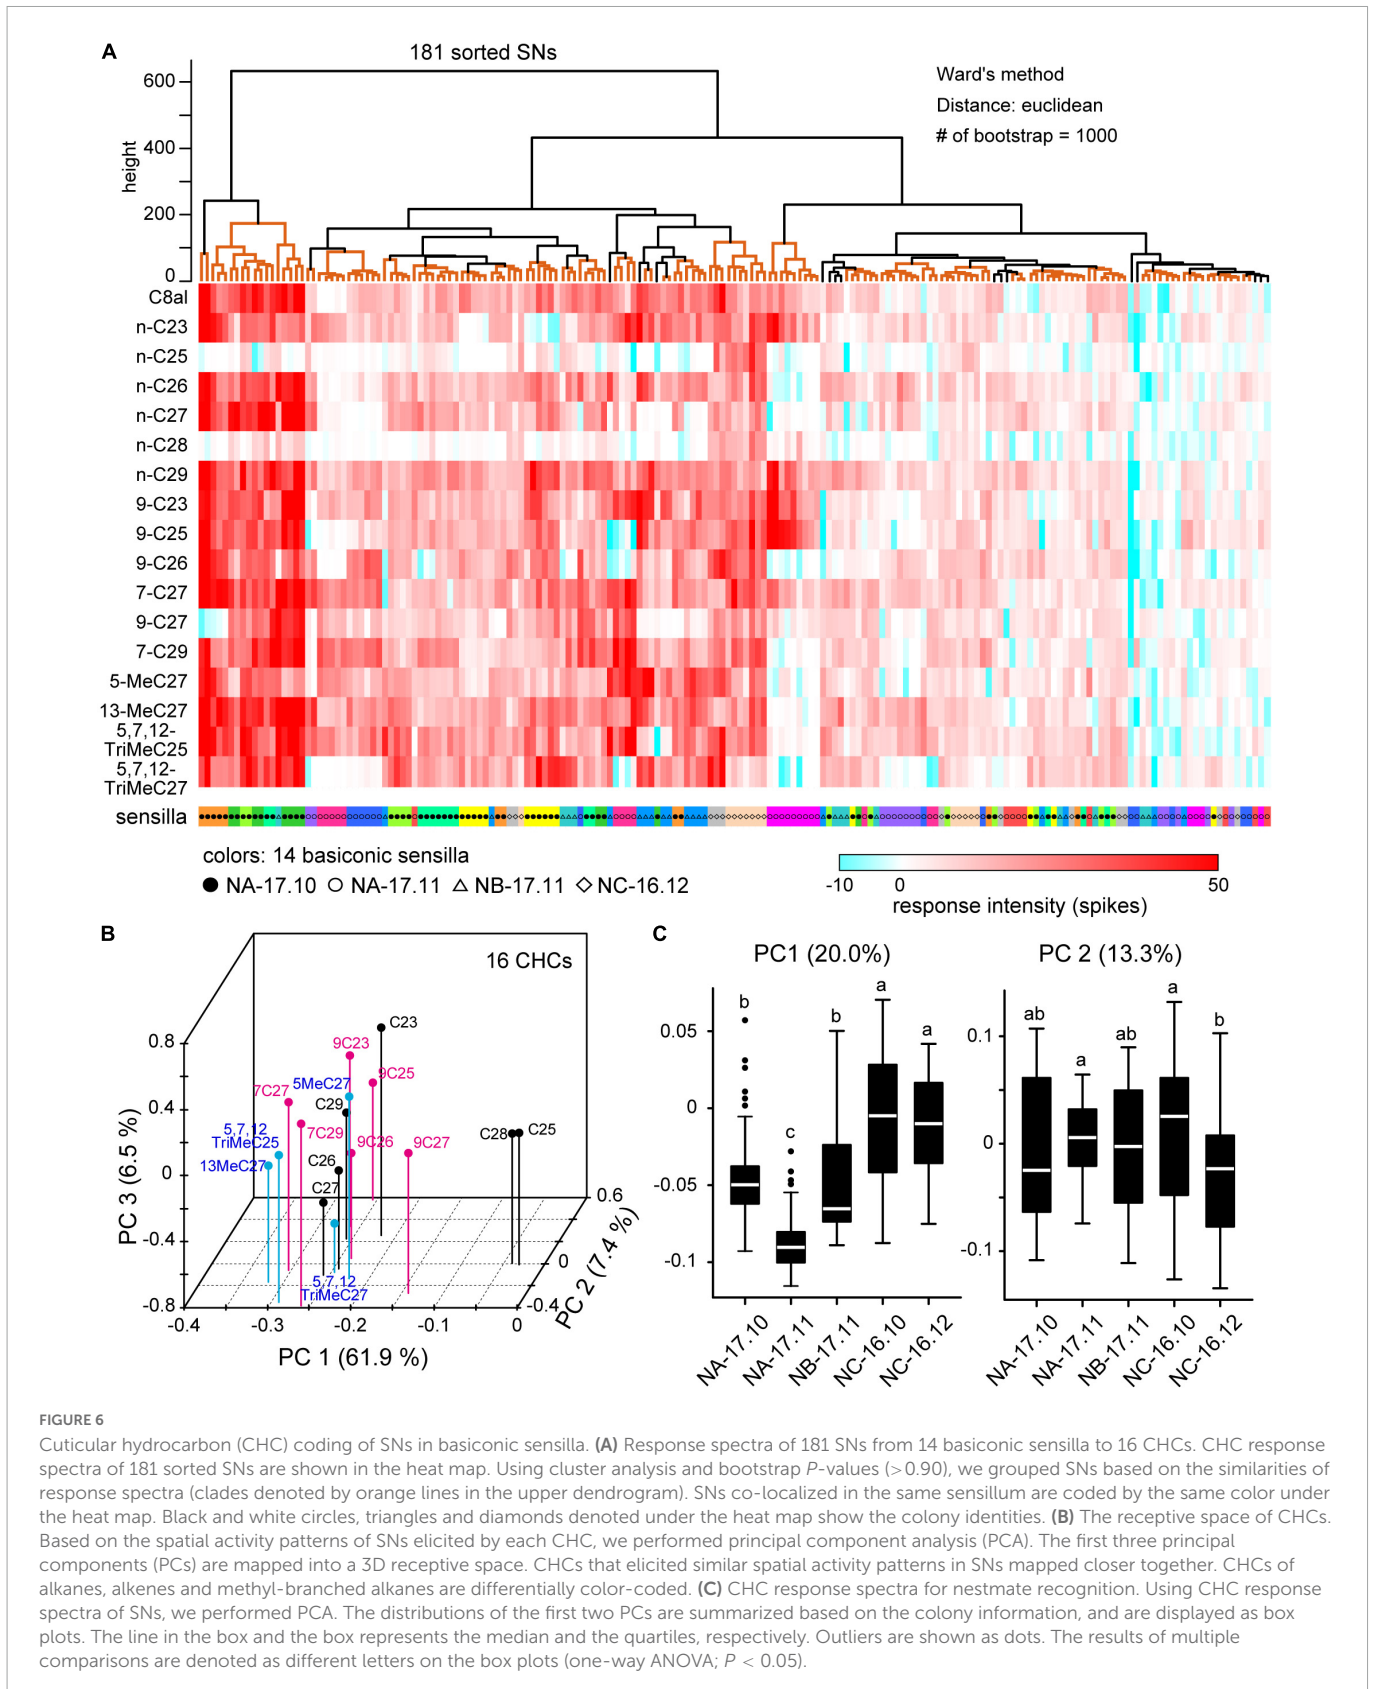 A
181 sorted SNs
Ward's method
Distance: euclidean
# of bootstrap = 1000
height
600
400
200
0
C8al
n-C23
n-C25
n-C26
n-C27
n-C28
n-C29
9-C23
9-C25
9-C26
7-C27
9-C27
7-C29
5-MeC27
13-MeC27
5,7,12-
TriMeC25
5,7,12-
TriMeC27
sensilla
colors: 14 basiconic sensilla
● NA-17.10 ○ NA-17.11 △ NB-17.11 ◇ NC-16.12
-10 0 50
response intensity (spikes)
B
16 CHCs
C23
9C23
9C25
5MeC27
7C27
C29
7C29
5,7,12
TriMeC25
13MeC27
C26
9C26
9C27
C28
C25
C27
5,7,12
TriMeC27
0.8
0.4
0
-0.4
-0.8
PC 3 (6.5 %)
-0.4 -0.3 -0.2 -0.1 0
PC 1 (61.9 %)
0.6
0
-0.4
PC 2 (7.4 %)
C
PC1 (20.0%)
0.05
0
-0.05
-0.1
b c b a a
NA-17.10 NA-17.11 NB-17.11 NC-16.10 NC-16.12
PC 2 (13.3%)
0.1
0
-0.1
ab a ab a b
NA-17.10 NA-17.11 NB-17.11 NC-16.10 NC-16.12
FIGURE 6
Cuticular hydrocarbon (CHC) coding of SNs in basiconic sensilla. (A) Response spectra of 181 SNs from 14 basiconic sensilla to 16 CHCs. CHC response
spectra of 181 sorted SNs are shown in the heat map. Using cluster analysis and bootstrap P-values (>0.90), we grouped SNs based on the similarities of
response spectra (clades denoted by orange lines in the upper dendrogram). SNs co-localized in the same sensillum are coded by the same color under
the heat map. Black and white circles, triangles and diamonds denoted under the heat map show the colony identities. (B) The receptive space of CHCs.
Based on the spatial activity patterns of SNs elicited by each CHC, we performed principal component analysis (PCA). The first three principal
components (PCs) are mapped into a 3D receptive space. CHCs that elicited similar spatial activity patterns in SNs mapped closer together. CHCs of
alkanes, alkenes and methyl-branched alkanes are differentially color-coded. (C) CHC response spectra for nestmate recognition. Using CHC response
spectra of SNs, we performed PCA. The distributions of the first two PCs are summarized based on the colony information, and are displayed as box
plots. The line in the box and the box represents the median and the quartiles, respectively. Outliers are shown as dots. The results of multiple
comparisons are denoted as different letters on the box plots (one-way ANOVA; P < 0.05).